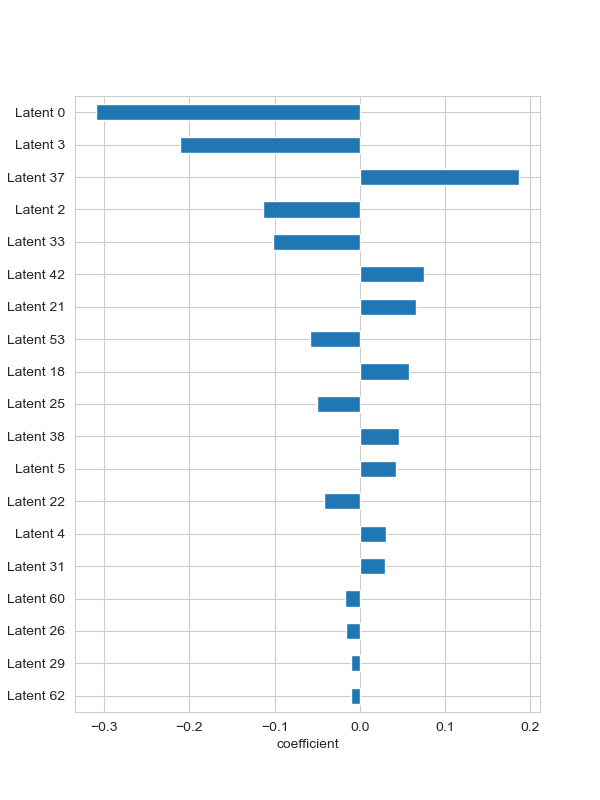 Latent 0
Latent 3
Latent 37
Latent 2
Latent 33
Latent 42
Latent 21
Latent 53
Latent 18
Latent 25
Latent 38
Latent 5
Latent 22
Latent 4
Latent 31
Latent 60
Latent 26
Latent 29
Latent 62
−0.3 −0.2 −0.1 0.0 0.1 0.2
coefficient